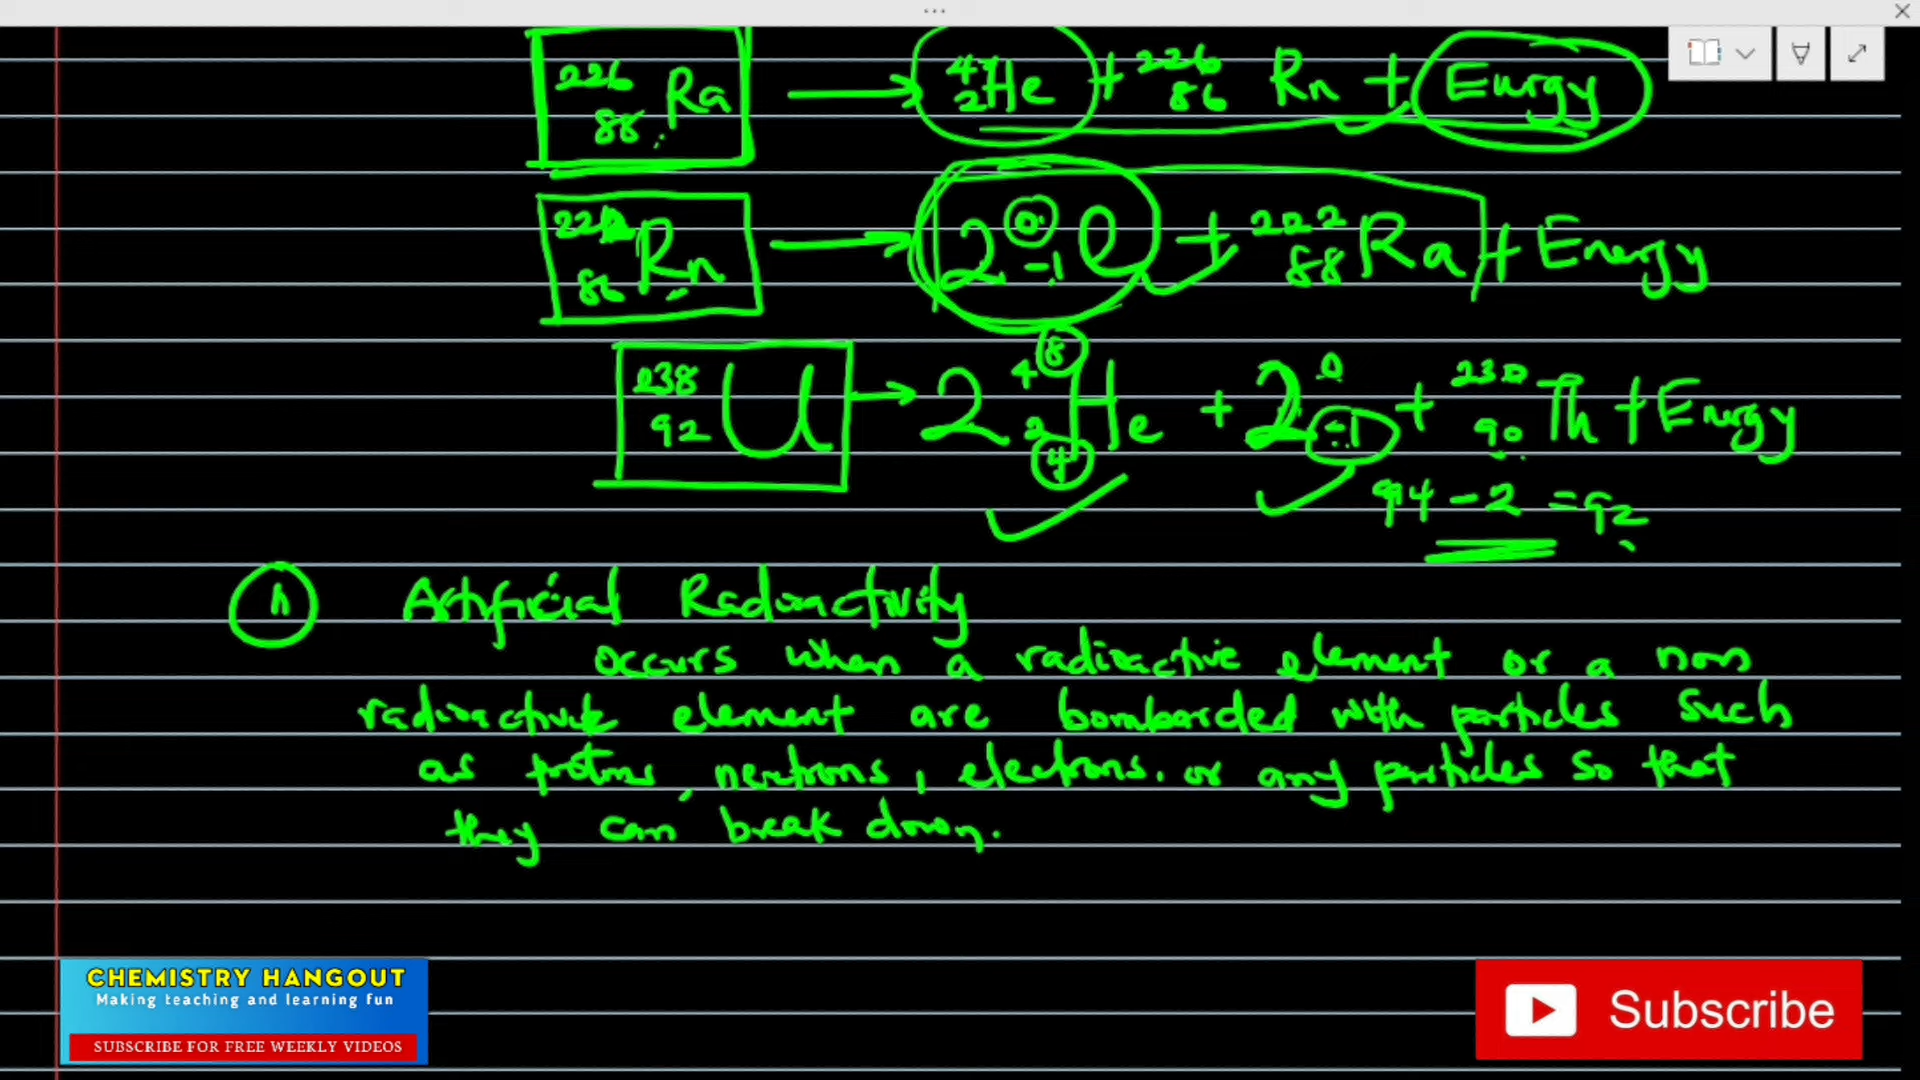 226 88 Ra → 4 2 He + 226 86 Rn + Energy
222 86 Rn → 2 0 -1 e + 222 88 Ra + Energy
8
238 92 U → 2 4 2 He + 2 0 -1 + 230 90 Th + Energy
4
94 - 2 = 92
Artificial Radioactivity
occurs when a radioactive element or a non
radioactive element are bombarded with particles such
as protons, neutrons, electrons. or any particles so that
they can break down.
CHEMISTRY HANGOUT
Making teaching and learning fun
SUBSCRIBE FOR FREE WEEKLY VIDEOS
Subscribe